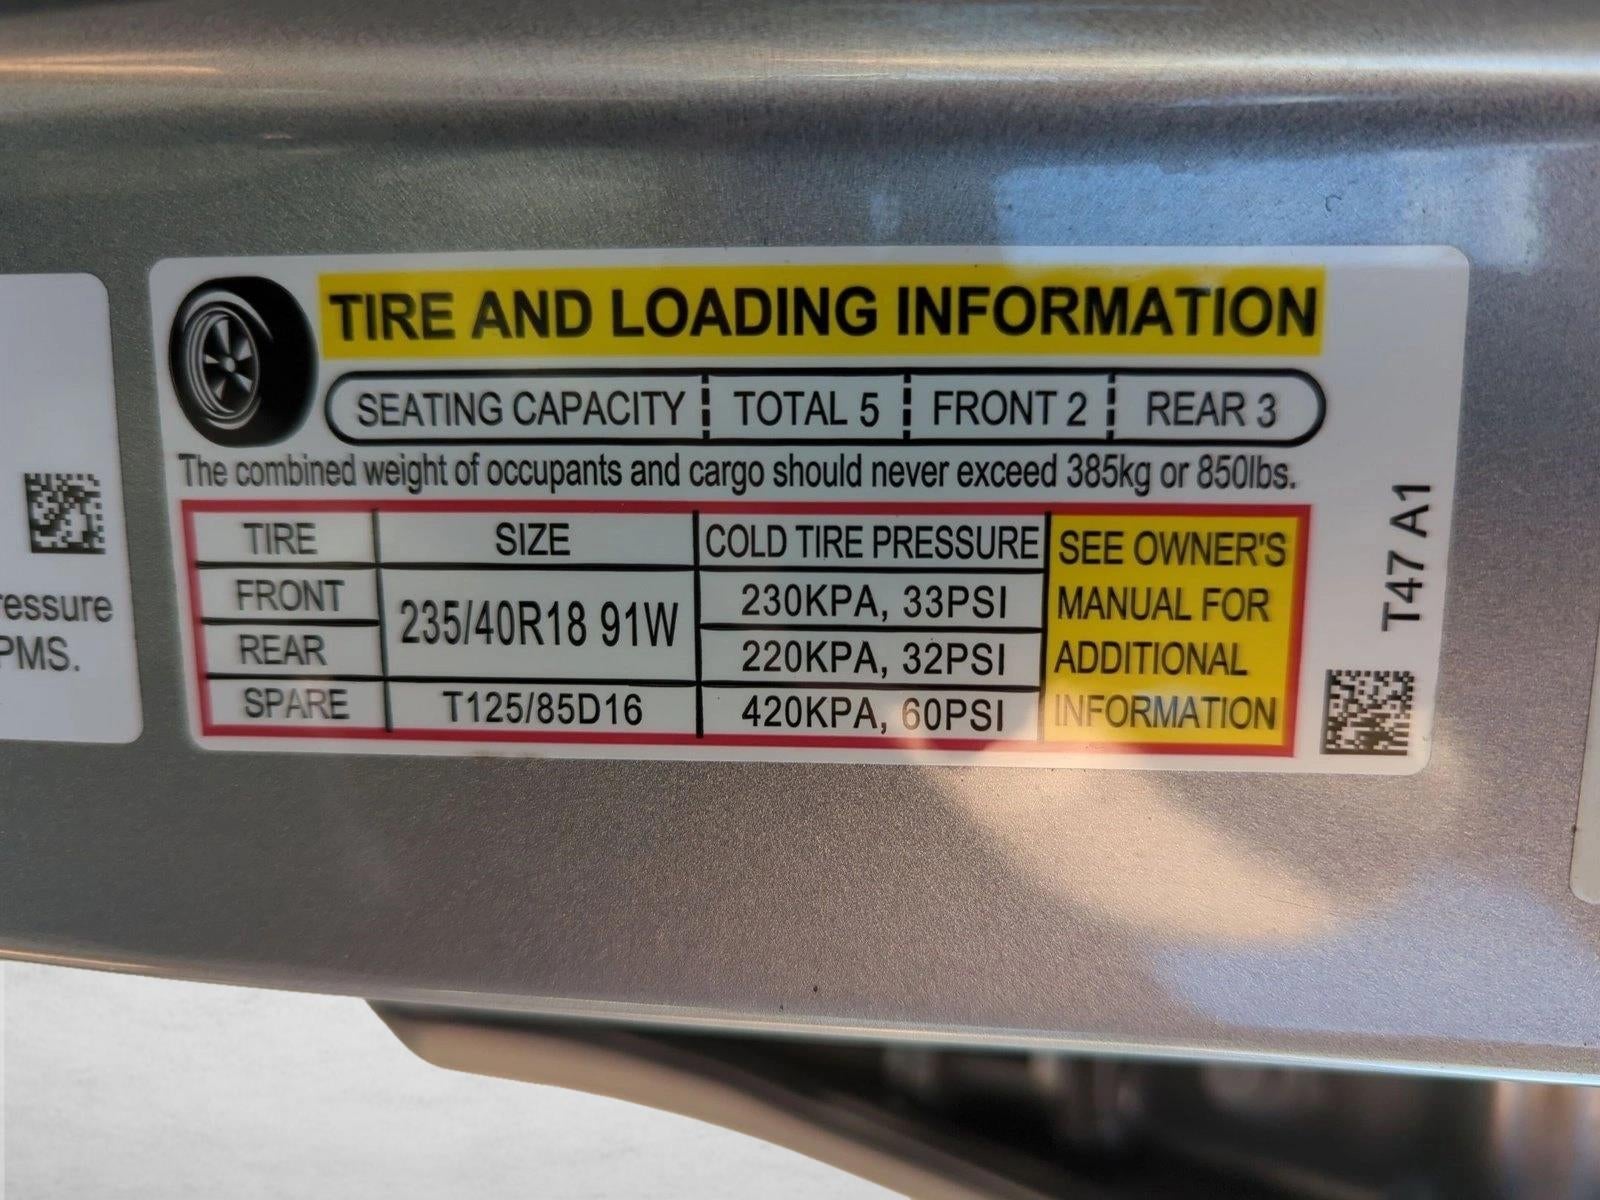 TIRE AND LOADING INFORMATION
SEATING CAPACITY TOTAL 5 FRONT 2 REAR 3
The combined weight of occupants and cargo should never exceed 385kg or 850lbs.
TIRE SIZE COLD TIRE PRESSURE
FRONT 235/40R18 91W 230KPA, 33PSI
REAR 220KPA, 32PSI
SPARE T125/85D16 420KPA, 60PSI
SEE OWNER'S
MANUAL FOR
ADDITIONAL
INFORMATION
T47 A1